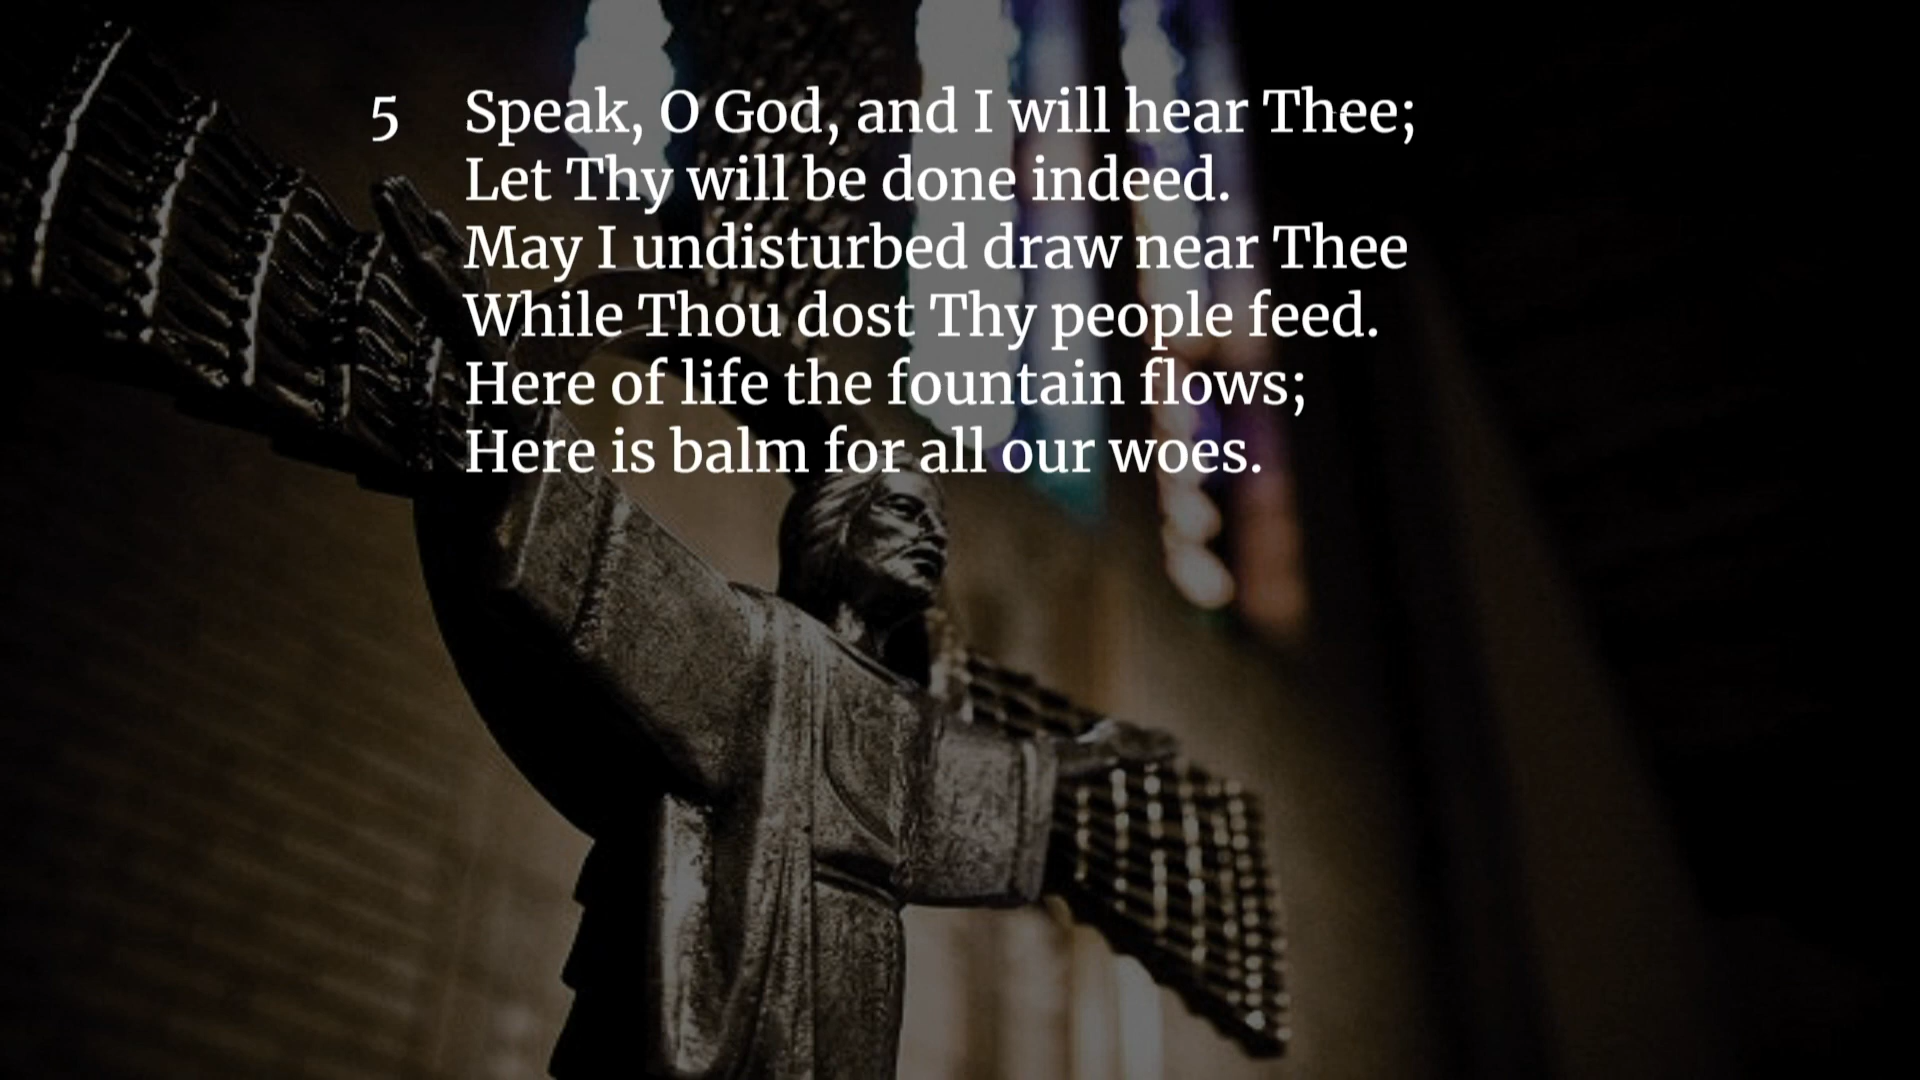 5 Speak, O God, and I will hear Thee;
Let Thy will be done indeed.
May I undisturbed draw near Thee
While Thou dost Thy people feed.
Here of life the fountain flows;
Here is balm for all our woes.